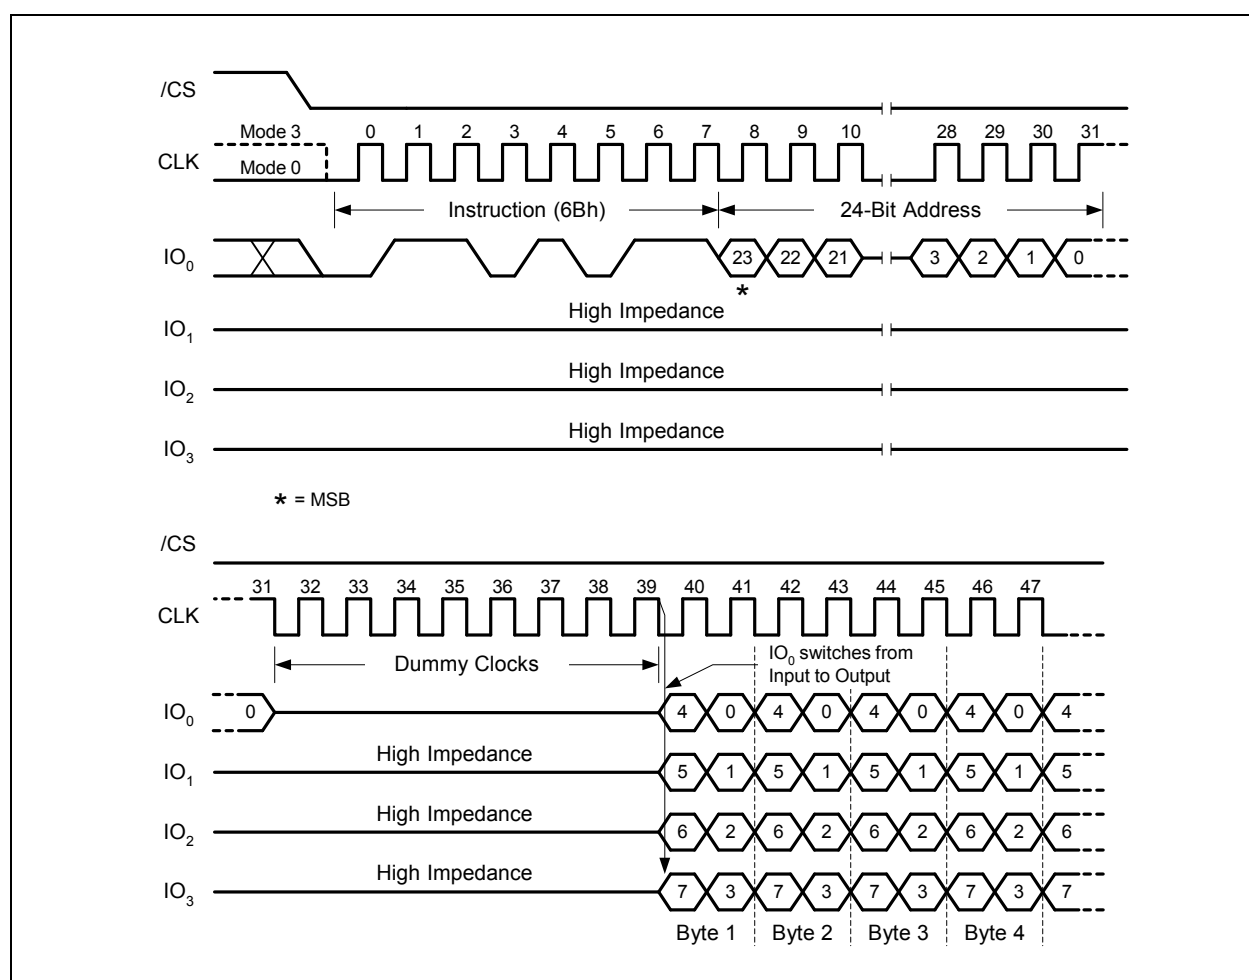 /CS
Mode 3 0 1 2 3 4 5 6 7 8 9 10 28 29 30 31
CLK
Mode 0
Instruction (6Bh) 24-Bit Address
IO0 23 22 21 3 2 1 0
*
High Impedance
IO1
High Impedance
IO2
High Impedance
IO3
* = MSB
/CS
31 32 33 34 35 36 37 38 39 40 41 42 43 44 45 46 47
CLK
Dummy Clocks
IO0 switches from
Input to Output
IO0 0 4 0 4 0 4 0 4 0 4
High Impedance
IO1 5 1 5 1 5 1 5 1 5
High Impedance
IO2 6 2 6 2 6 2 6 2 6
High Impedance
IO3 7 3 7 3 7 3 7 3 7
Byte 1 Byte 2 Byte 3 Byte 4